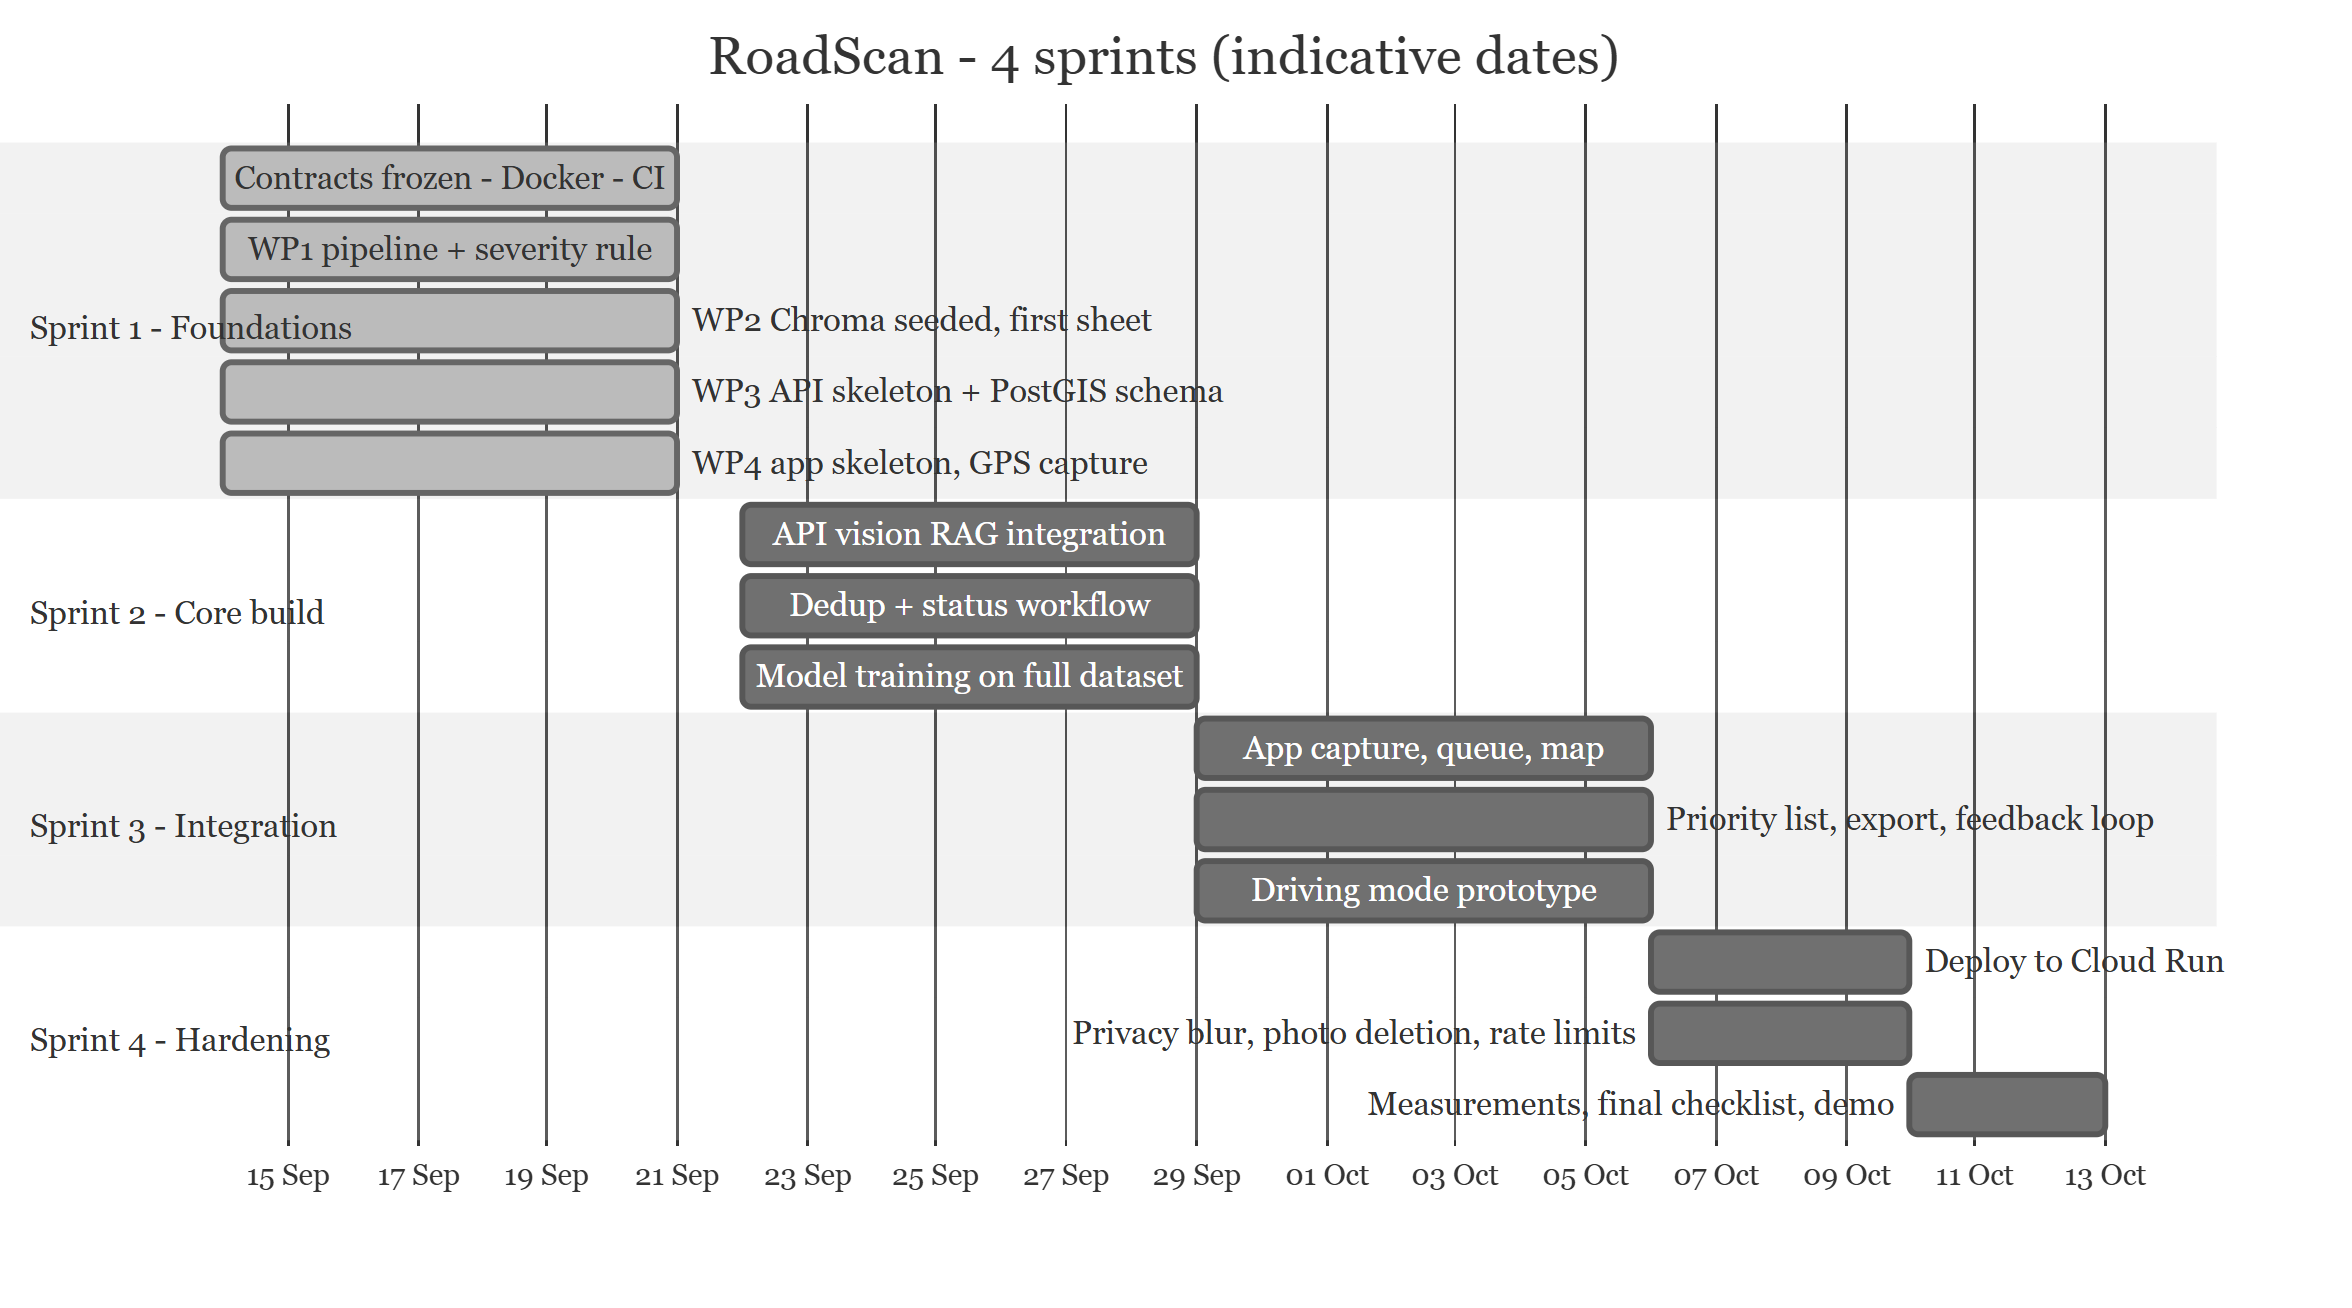 RoadScan - 4 sprints (indicative dates)
Contracts frozen - Docker - CI
WP1 pipeline + severity rule
Sprint 1 - Foundations
WP2 Chroma seeded, first sheet
WP3 API skeleton + PostGIS schema
WP4 app skeleton, GPS capture
API vision RAG integration
Sprint 2 - Core build
Dedup + status workflow
Model training on full dataset
App capture, queue, map
Sprint 3 - Integration
Priority list, export, feedback loop
Driving mode prototype
Deploy to Cloud Run
Sprint 4 - Hardening
Privacy blur, photo deletion, rate limits
Measurements, final checklist, demo
15 Sep 17 Sep 19 Sep 21 Sep 23 Sep 25 Sep 27 Sep 29 Sep 01 Oct 03 Oct 05 Oct 07 Oct 09 Oct 11 Oct 13 Oct